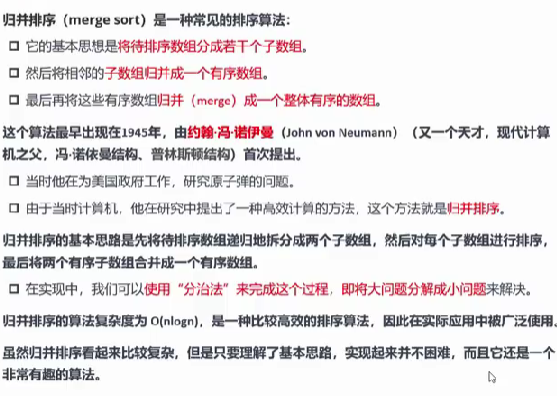 归并排序（merge sort）是一种常见的排序算法：
它的基本思想是将待排序数组分成若干个子数组。
然后将相邻的子数组归并成一个有序数组。
最后再将这些有序数组归并（merge）成一个整体有序的数组。
这个算法最早出现在1945年，由约翰·冯·诺伊曼（John von Neumann）（又一个天才，现代计算
机之父，冯·诺依曼结构、普林斯顿结构）首次提出。
当时他在为美国政府工作，研究原子弹的问题。
由于当时计算机，他在研究中提出了一种高效计算的方法，这个方法就是归并排序。
归并排序的基本思路是先将待排序数组递归地拆分成两个子数组，然后对每个子数组进行排序，
最后将两个有序子数组合并成一个有序数组。
在实现中，我们可以使用“分治法”来完成这个过程，即将大问题分解成小问题来解决。
归并排序的算法复杂度为 O(nlogn)，是一种比较高效的排序算法，因此在实际应用中被广泛使用。
虽然归并排序看起来比较复杂，但是只要理解了基本思路，实现起来并不困难，而且它还是一个
非常有趣的算法。